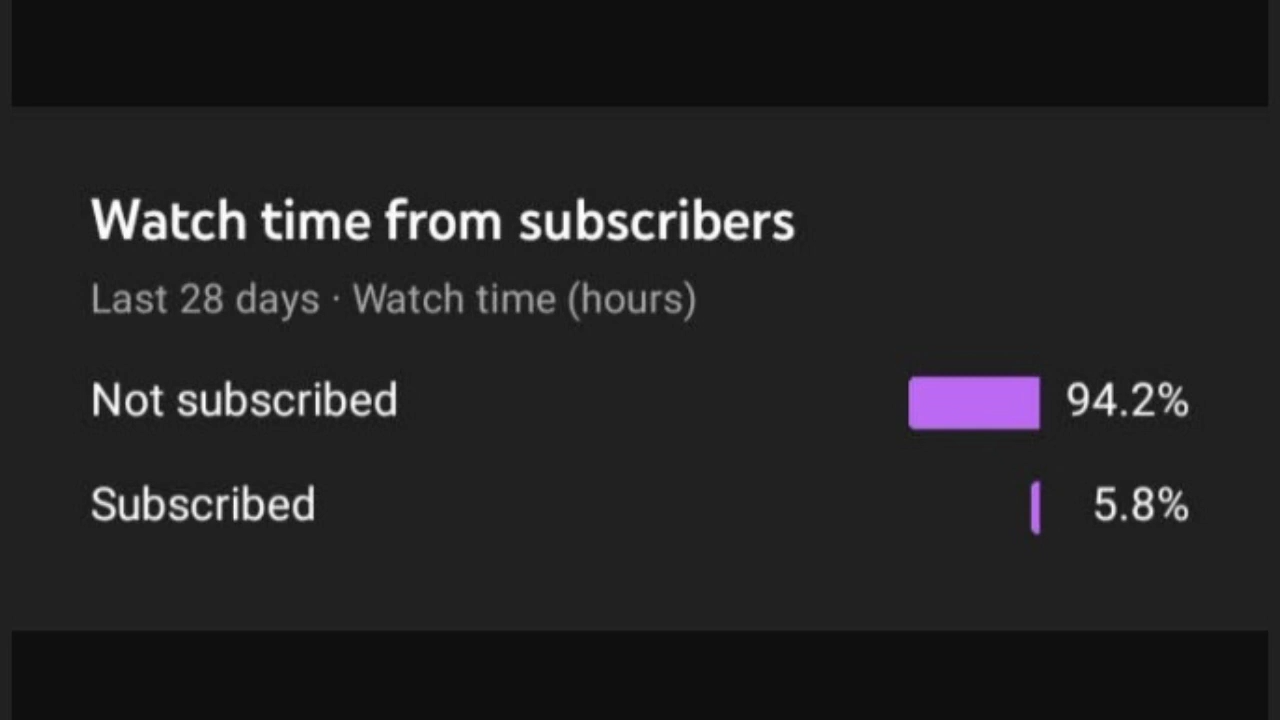 Watch time from subscribers
Last 28 days · Watch time (hours)
Not subscribed 94.2%
Subscribed 5.8%